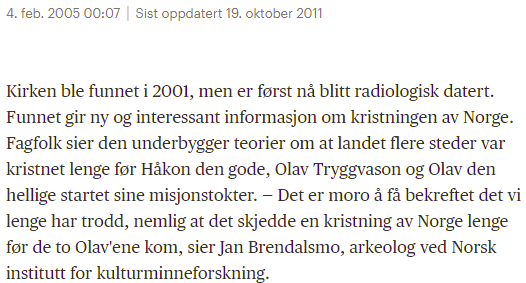 4. feb. 2005 00:07 | Sist oppdatert 19. oktober 2011
Kirken ble funnet i 2001, men er først nå blitt radiologisk datert.
Funnet gir ny og interessant informasjon om kristningen av Norge.
Fagfolk sier den underbygger teorier om at landet flere steder var
kristnet lenge før Håkon den gode, Olav Tryggvason og Olav den
hellige startet sine misjonstokter. – Det er moro å få bekreftet det vi
lenge har trodd, nemlig at det skjedde en kristning av Norge lenge
før de to Olav'ene kom, sier Jan Brendalsmo, arkeolog ved Norsk
institutt for kulturminneforskning.